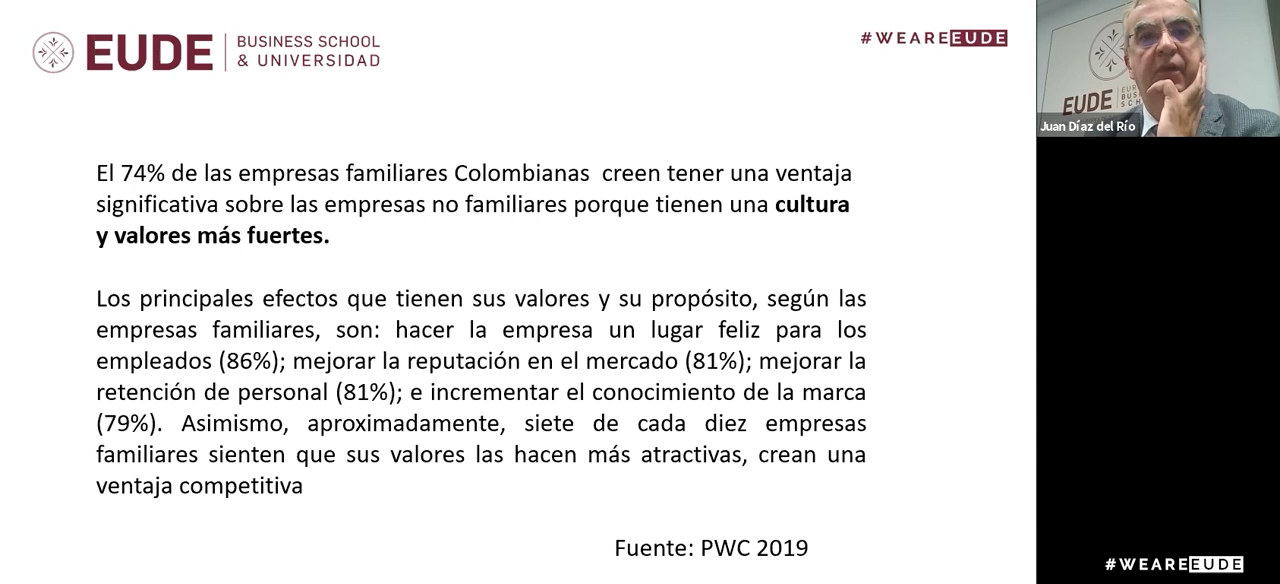 EUDE BUSINESS SCHOOL
& UNIVERSIDAD
#WEAREEUDE
El 74% de las empresas familiares Colombianas creen tener una ventaja
significativa sobre las empresas no familiares porque tienen una cultura
y valores más fuertes.
Los principales efectos que tienen sus valores y su propósito, según las
empresas familiares, son: hacer la empresa un lugar feliz para los
empleados (86%); mejorar la reputación en el mercado (81%); mejorar la
retención de personal (81%); e incrementar el conocimiento de la marca
(79%). Asimismo, aproximadamente, siete de cada diez empresas
familiares sienten que sus valores las hacen más atractivas, crean una
ventaja competitiva
Fuente: PWC 2019
EUDE
Juan Díaz del Río
#WEAREEUDE